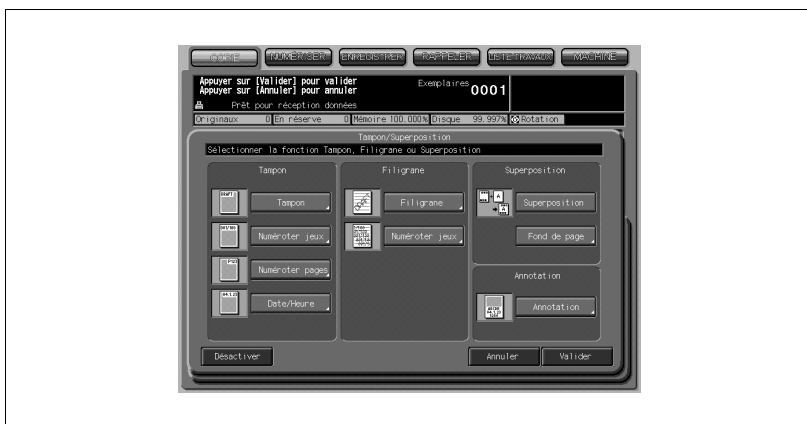 COPIE NUMÉRISER ENREGISTRER RAPPELER LISTE TRAVAUX MACHINE
Appuyer sur [Valider] pour valider
Appuyer sur [Annuler] pour annuler
Exemplaires 0001
Prêt pour réception données
Originaux 0 En réserve 0 Mémoire 100.000% Disque 99.997% Rotation
Tampon/Superposition
Sélectionner la fonction Tampon, Filigrane ou Superposition
Tampon Filigrane Superposition
Tampon Filigrane Superposition
Numéroter jeux Numéroter jeux Fond de page
Numéroter pages
Annotation
Date/Heure Annotation
Désactiver Annuler Valider